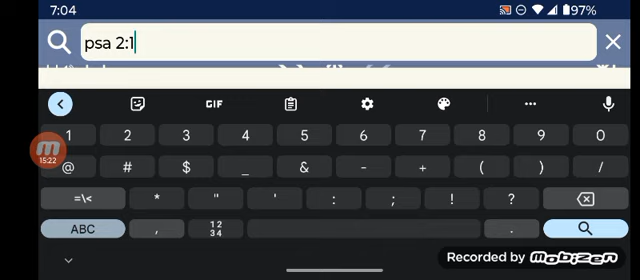 7:04
97%
psa 2:1
GIF
1 2 3 4 5 6 7 8 9 0
@ # $ _ & - + ( ) /
=\< * " ' : ; ! ?
ABC , 12 34 .
15:22
Recorded by mobizen